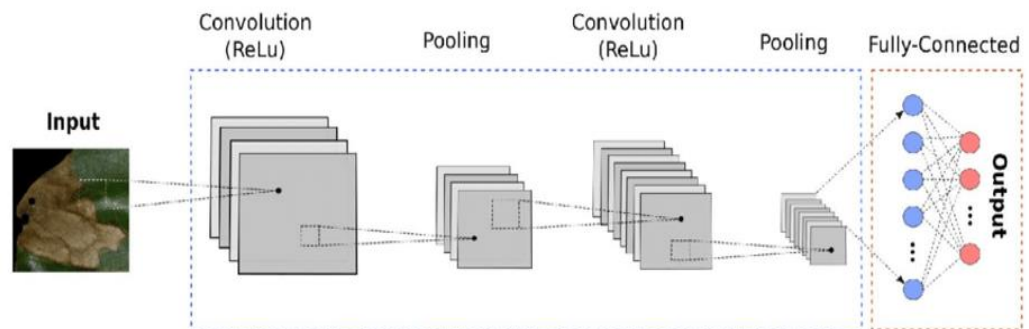 Convolution
(ReLu)
Pooling
Convolution
(ReLu)
Pooling
Fully-Connected
Input
Output